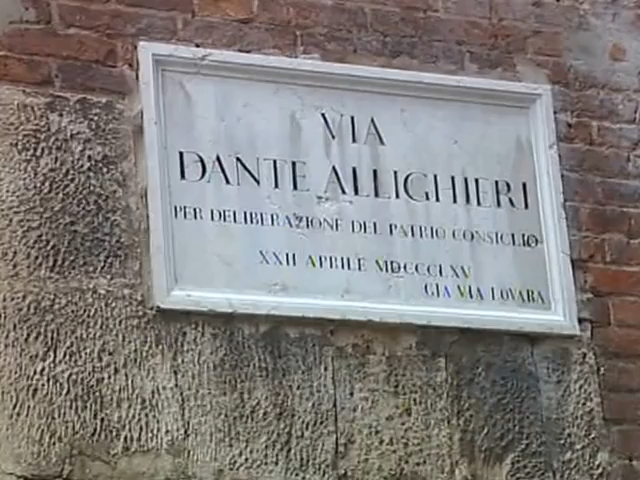 VIA
DANTE ALLIGHIERI
PER DELIBERAZIONE DEL PATRIO CONSIGLIO
XXII APRILE MDCCCLXV
GIA VIA LOVARA